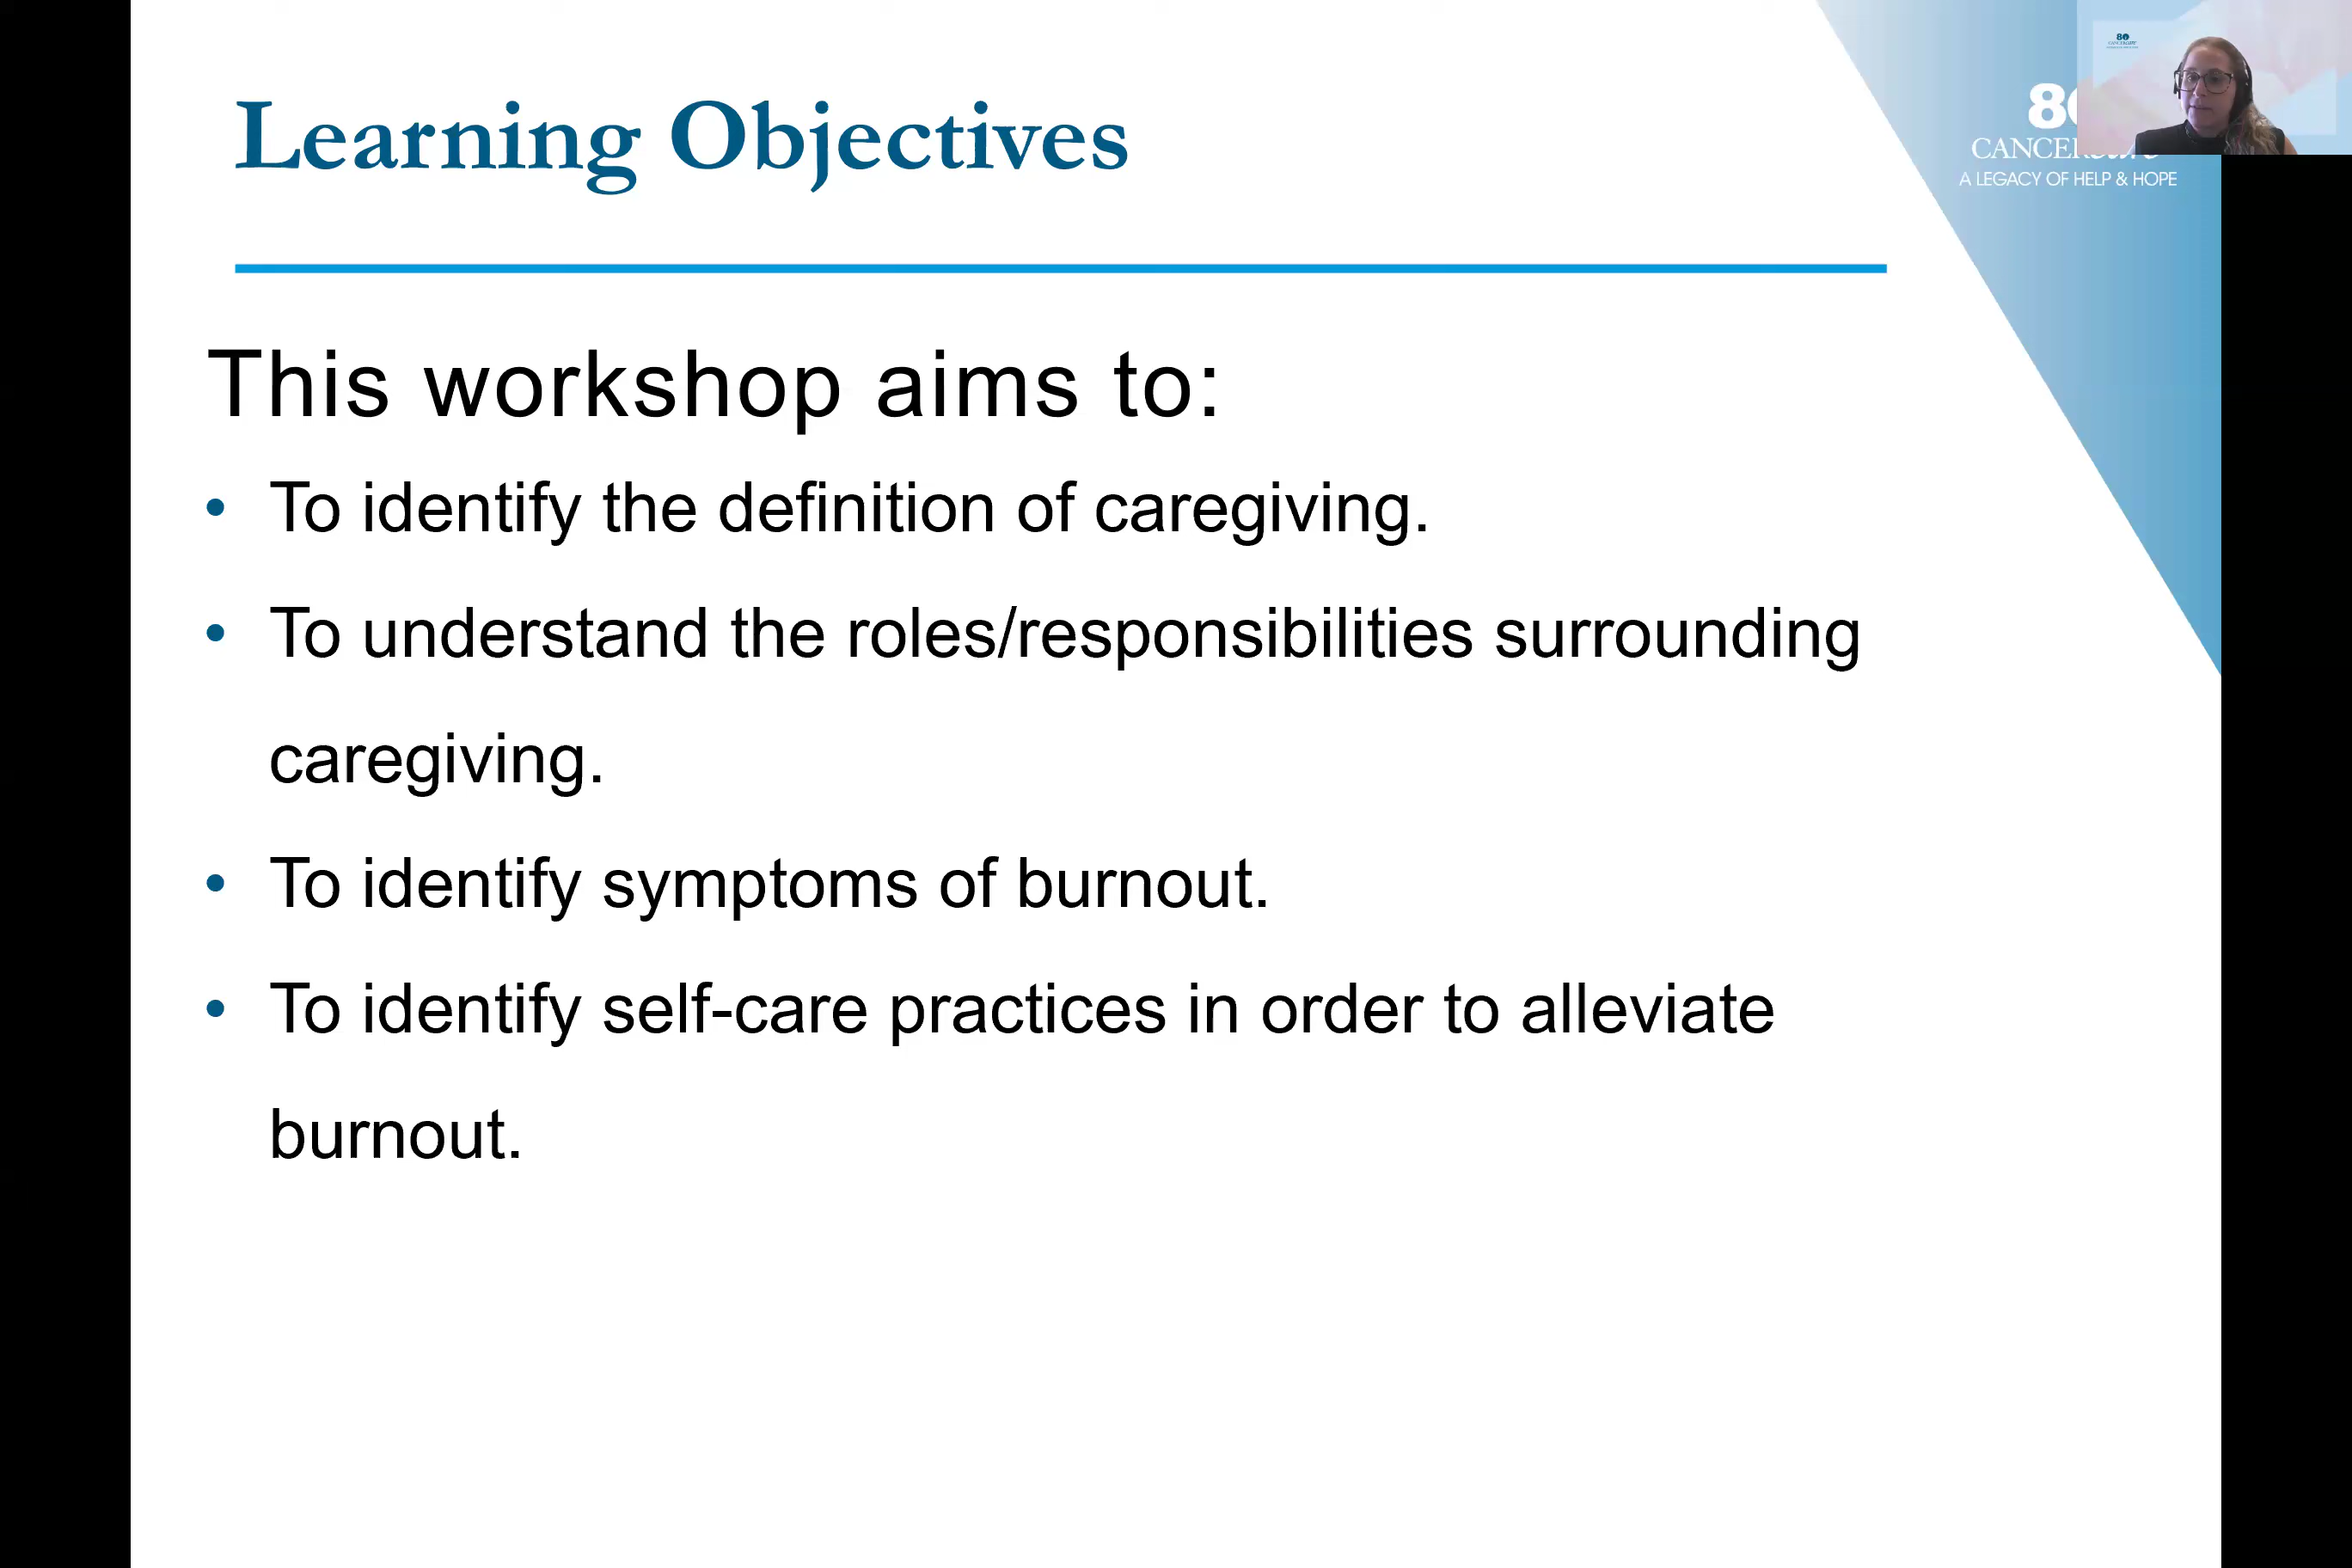 Learning Objectives
A LEGACY OF HELP & HOPE
This workshop aims to:
• To identify the definition of caregiving.
• To understand the roles/responsibilities surrounding
caregiving.
• To identify symptoms of burnout.
• To identify self-care practices in order to alleviate
burnout.